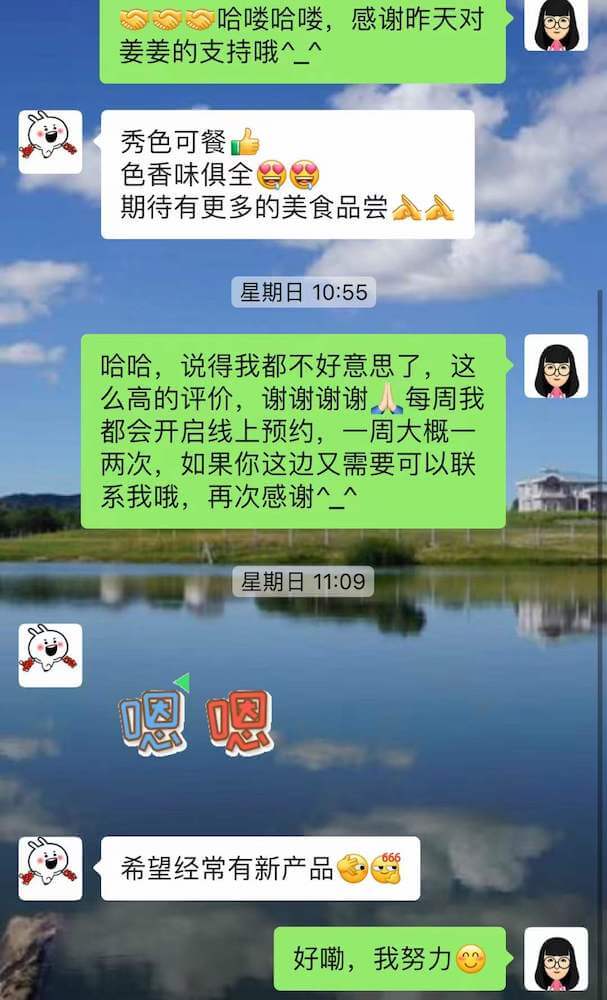 🤝🤝🤝哈喽哈喽，感谢昨天对
姜姜的支持哦^_^
秀色可餐👍
色香味俱全😍😍
期待有更多的美食品尝👏👏
星期日 10:55
哈哈，说得我都不好意思了，这
么高的评价，谢谢谢谢🙏🏻每周我
都会开启线上预约，一周大概一
两次，如果你这边又需要可以联
系我哦，再次感谢^_^
星期日 11:09
嗯 嗯
希望经常有新产品
666
好嘞，我努力😊